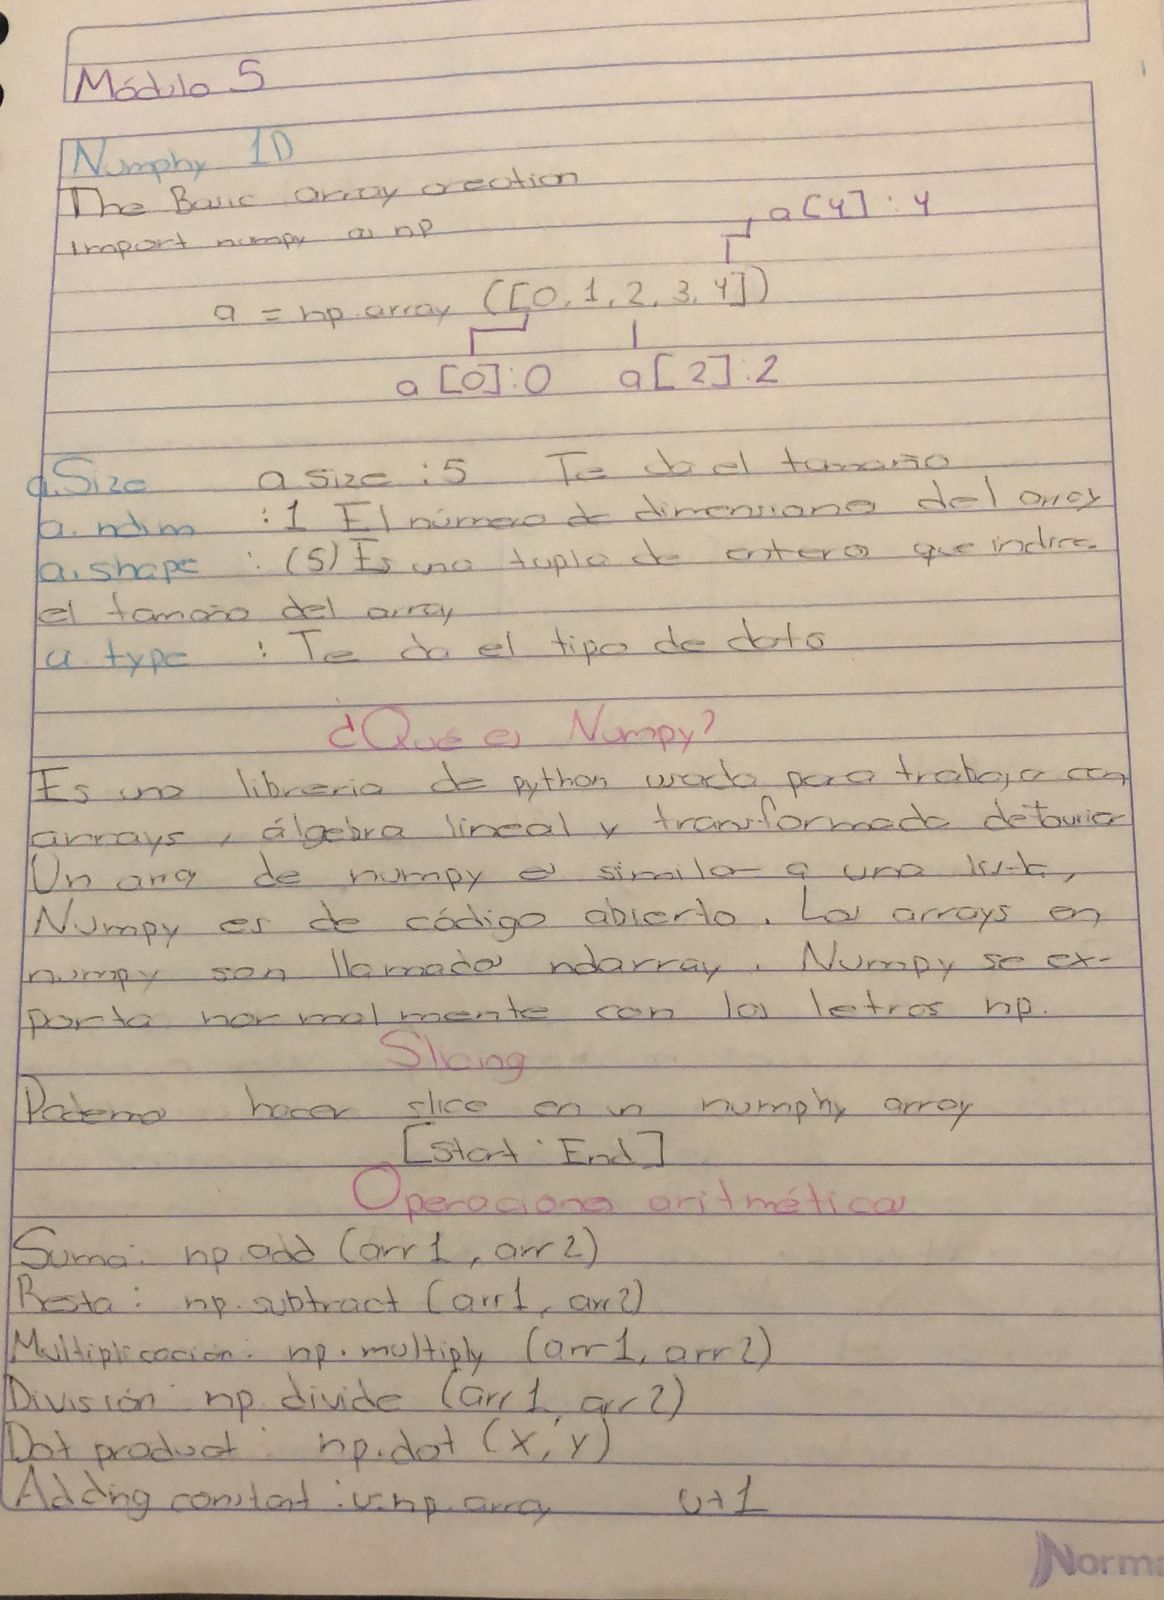 Módulo 5
Numphy 1D
The Basic array creation
import numpy as np
a[4]:4
a = np.array ([0,1,2,3,4])
a[0]:0 a[2]:2
a.Size a size : 5 Te da el tamaño
a.ndim : 1 El número de dimensiones del array
a.shape : (5) Es una tupla de enteros que indica
el tamaño del array
a type : Te da el tipo de dato
¿Qué es Numpy?
Es una libreria de python usada para trabajar con
arrays, álgebra lineal y transformada de fourier
Un array de numpy es similar a una lista,
Numpy es de código abierto. Los arrays en
numpy son llamados ndarray. Numpy se ex-
porta normalmente con las letras np.
Slicing
Podemos hacer slice en un numphy array
[Start : End]
Operaciones aritméticas
Suma: np add (arr1, arr2)
Resta: np.subtract (arr1, arr2)
Multiplicación: np.multiply (arr1, arr2)
División: np divide (arr1, arr2)
Dot product: np.dot (x, y)
Adding constant: u:np.array u+1
Norma